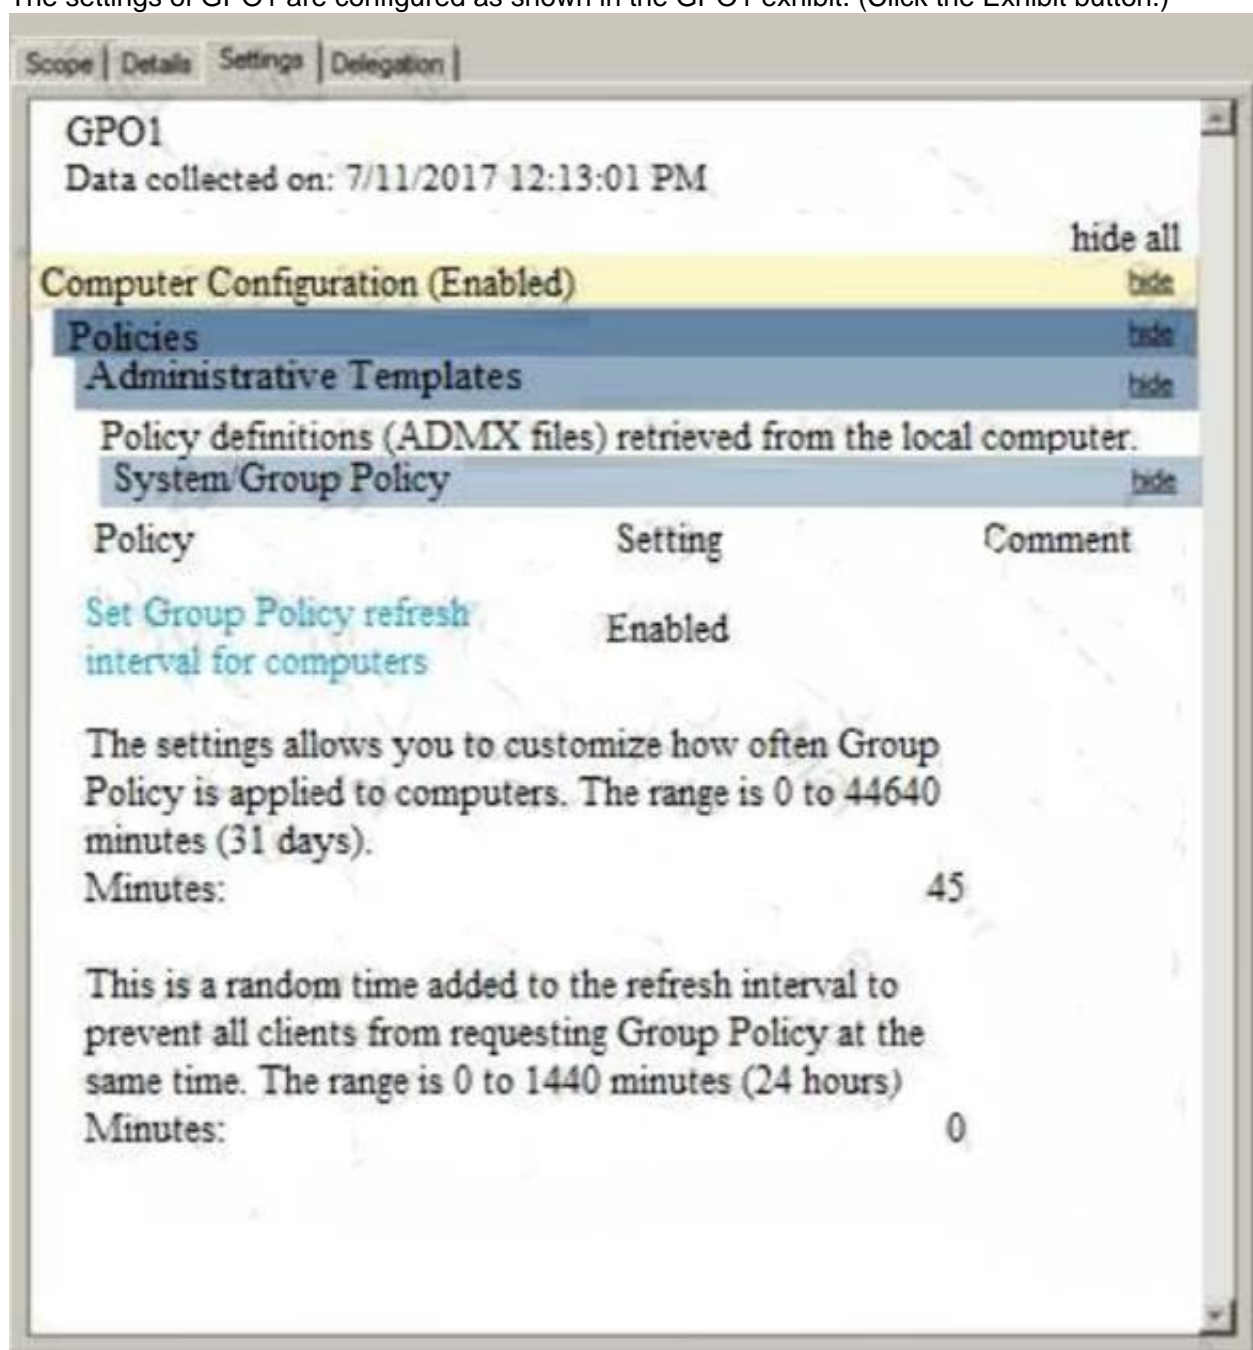 The settings of GPO1 are configured as shown in the GPO1 exhibit. (Click the Exhibit button.)
Scope Details Settings Delegation
GPO1
Data collected on: 7/11/2017 12:13:01 PM
hide all
Computer Configuration (Enabled) hide
Policies hide
Administrative Templates hide
Policy definitions (ADMX files) retrieved from the local computer.
System/Group Policy hide
Policy Setting Comment
Set Group Policy refresh
interval for computers
Enabled
The settings allows you to customize how often Group
Policy is applied to computers. The range is 0 to 44640
minutes (31 days).
Minutes: 45
This is a random time added to the refresh interval to
prevent all clients from requesting Group Policy at the
same time. The range is 0 to 1440 minutes (24 hours)
Minutes: 0